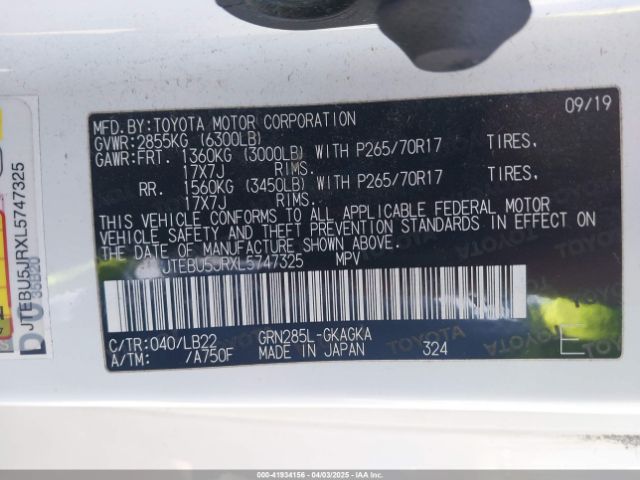 09/19
MFD.BY:TOYOTA MOTOR CORPORATION
GVWR:2855KG (6300LB)
GAWR:FRT. 1360KG (3000LB) WITH P265/70R17 TIRES,
17X7J RIMS.
RR. 1560KG (3450LB) WITH P265/70R17 TIRES,
17X7J RIMS.
THIS VEHICLE CONFORMS TO ALL APPLICABLE FEDERAL MOTOR
VEHICLE SAFETY AND THEFT PREVENTION STANDARDS IN EFFECT ON
THE DATE OF MANUFACTURE SHOWN ABOVE.
JTEBU5JRXL5747325 MPV
C/TR:040/LB22 GRN285L-GKAGKA
A/TM: /A750F MADE IN JAPAN 324
E
JTEBU5JRXL5747325
000-41934156 - 04/03/2025 - IAAI.COM